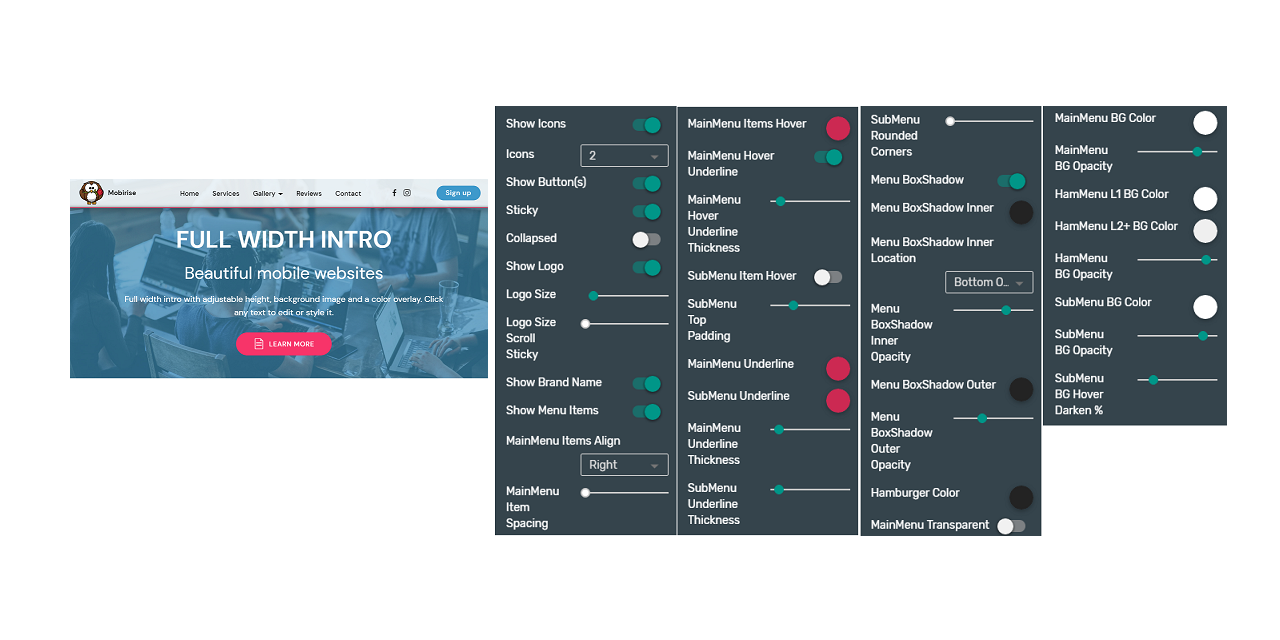 Mobirise
Home Services Gallery Reviews Contact
Sign up
FULL WIDTH INTRO
Beautiful mobile websites
Full width intro with adjustable height, background image and a color overlay. Click
any text to edit or style it.
LEARN MORE
Show Icons
Icons 2
Show Button(s)
Sticky
Collapsed
Show Logo
Logo Size
Logo Size
Scroll
Sticky
Show Brand Name
Show Menu Items
MainMenu Items Align
Right
MainMenu
Item
Spacing
MainMenu Items Hover
MainMenu Hover
Underline
MainMenu
Hover
Underline
Thickness
SubMenu Item Hover
SubMenu
Top
Padding
MainMenu Underline
SubMenu Underline
MainMenu
Underline
Thickness
SubMenu
Underline
Thickness
SubMenu
Rounded
Corners
Menu BoxShadow
Menu BoxShadow Inner
Menu BoxShadow Inner
Location
Bottom O...
Menu
BoxShadow
Inner
Opacity
Menu BoxShadow Outer
Menu
BoxShadow
Outer
Opacity
Hamburger Color
MainMenu Transparent
MainMenu BG Color
MainMenu
BG Opacity
HamMenu L1 BG Color
HamMenu L2+ BG Color
HamMenu
BG Opacity
SubMenu BG Color
SubMenu
BG Opacity
SubMenu
BG Hover
Darken %